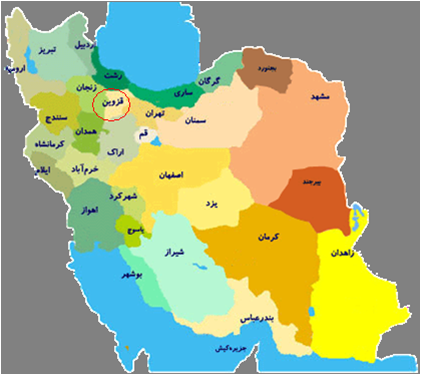 اردبیل
تبریز
ارومیه
رشت
زنجان
قزوین
گرگان
ساری
بجنورد
مشهد
تهران
سمنان
سنندج
همدان
قم
کرمانشاه
اراک
ایلام
خرم‌آباد
اصفهان
بیرجند
شهرکرد
یزد
اهواز
یاسوج
کرمان
زاهدان
شیراز
بوشهر
بندرعباس
جزیره‌کیش